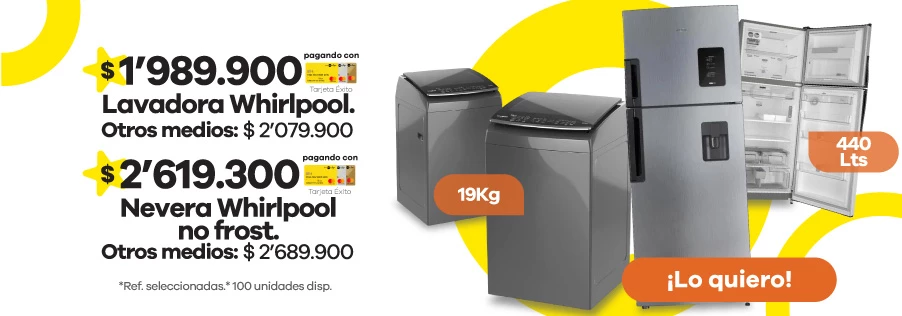 pagando con
$ 1’989.900
Tarjeta Éxito
Lavadora Whirlpool.
Otros medios: $ 2’079.900
pagando con
$ 2’619.300
Tarjeta Éxito
Nevera Whirlpool
no frost.
Otros medios: $ 2’689.900
*Ref. seleccionadas.* 100 unidades disp.
19Kg
440
Lts
¡Lo quiero!